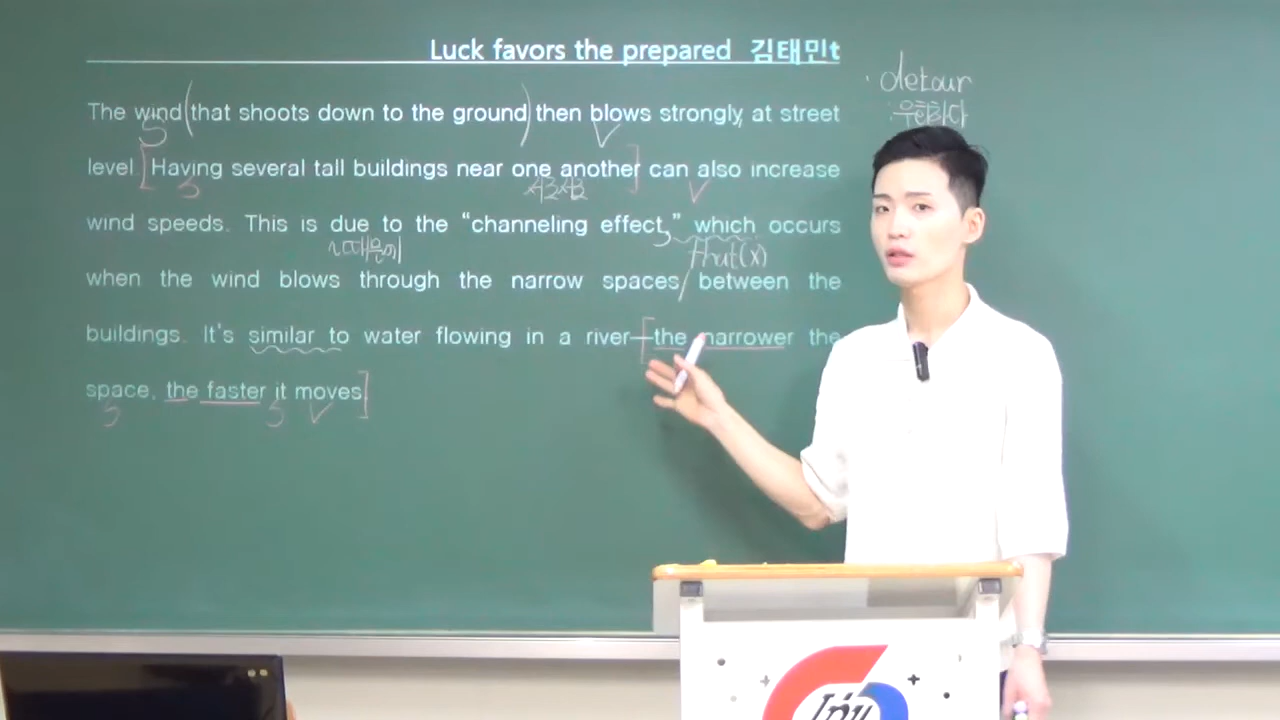 Luck favors the prepared 김태민t
detour
우회하다
The wind (that shoots down to the ground) then blows strongly, at street
S V
level. [Having several tall buildings near one another] can also increase
S V
wind speeds. This is due to the “channeling effect,” which occurs
~때문에 that(x)
when the wind blows through the narrow spaces / between the
buildings. It's similar to water flowing in a river—[the narrower the
space, the faster it moves]
S S V